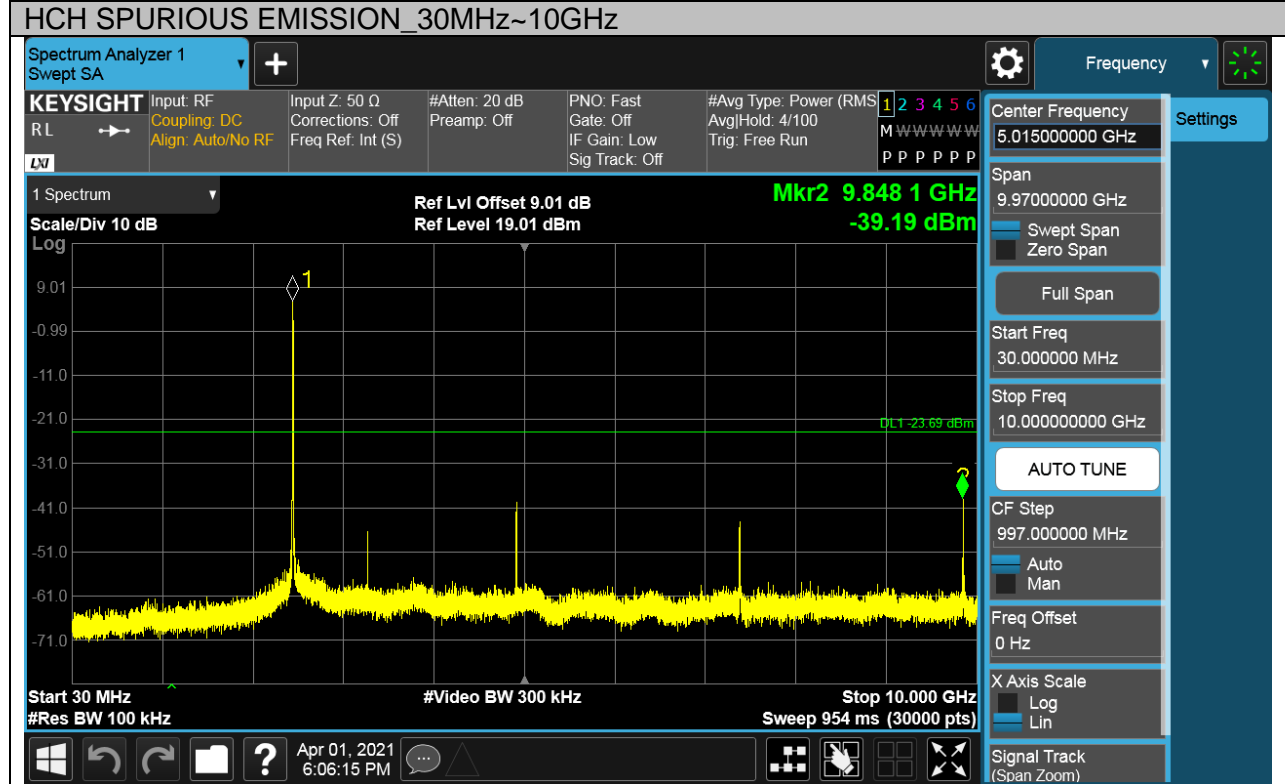 HCH SPURIOUS EMISSION_30MHz~10GHz
Spectrum Analyzer 1
Swept SA
+
Frequency
KEYSIGHT
RL
LXI
Input: RF
Coupling: DC
Align: Auto/No RF
Input Z: 50 Ω
Corrections: Off
Freq Ref: Int (S)
#Atten: 20 dB
Preamp: Off
PNO: Fast
Gate: Off
IF Gain: Low
Sig Track: Off
#Avg Type: Power (RMS
Avg|Hold: 4/100
Trig: Free Run
1 2 3 4 5 6
M W W W W W
P P P P P P
Center Frequency
5.015000000 GHz
Settings
1 Spectrum
Scale/Div 10 dB
Ref Lvl Offset 9.01 dB
Ref Level 19.01 dBm
Mkr2 9.848 1 GHz
-39.19 dBm
Log
9.01
-0.99
-11.0
-21.0
-31.0
-41.0
-51.0
-61.0
-71.0
1
DL1 -23.69 dBm
Start 30 MHz
#Res BW 100 kHz
#Video BW 300 kHz
Stop 10.000 GHz
Sweep 954 ms (30000 pts)
Span
9.97000000 GHz
Swept Span
Zero Span
Full Span
Start Freq
30.000000 MHz
Stop Freq
10.000000000 GHz
AUTO TUNE
CF Step
997.000000 MHz
Auto
Man
Freq Offset
0 Hz
X Axis Scale
Log
Lin
Signal Track
(Span Zoom)
?
Apr 01, 2021
6:06:15 PM